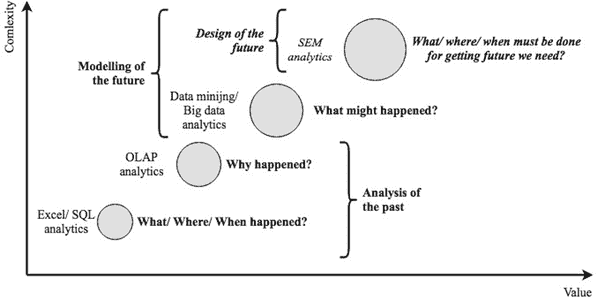 Comlexity
Design of the
future
SEM
analytics
What/ where/ when must be done
for getting future we need?
Modelling of
the future
Data minijng/
Big data
analytics
What might happened?
OLAP
analytics
Why happened?
Analysis of
the past
Excel/ SQL
analytics
What/ Where/ When happened?
Value